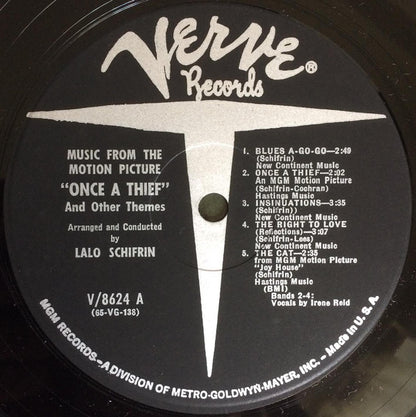 VERVE®
Records
MUSIC FROM THE
MOTION PICTURE
"ONCE A THIEF"
And Other Themes
Arranged and Conducted
by
LALO SCHIFRIN
V/8624 A
(65-VG-138)
1. BLUES A-GO-GO—2:49
(Schifrin)
New Continent Music
2. ONCE A THIEF—2:02
An MGM Motion Picture
(Schifrin-Cochran)
Hastings Music
3. INSINUATIONS—3:35
(Schifrin))
New Continent Music
4. THE RIGHT TO LOVE
(Reflections)—3:07
(Schifrin-Lees)
New Continent Music
5. THE CAT—2:35
from MGM Motion Picture
"Joy House"
(Schifrin)
Hastings Music
(BMI)
Bands 2-4:
Vocals by Irene Reid
MGM RECORDS—A DIVISION OF METRO-GOLDWYN-MAYER, INC. – Made in U.S.A.